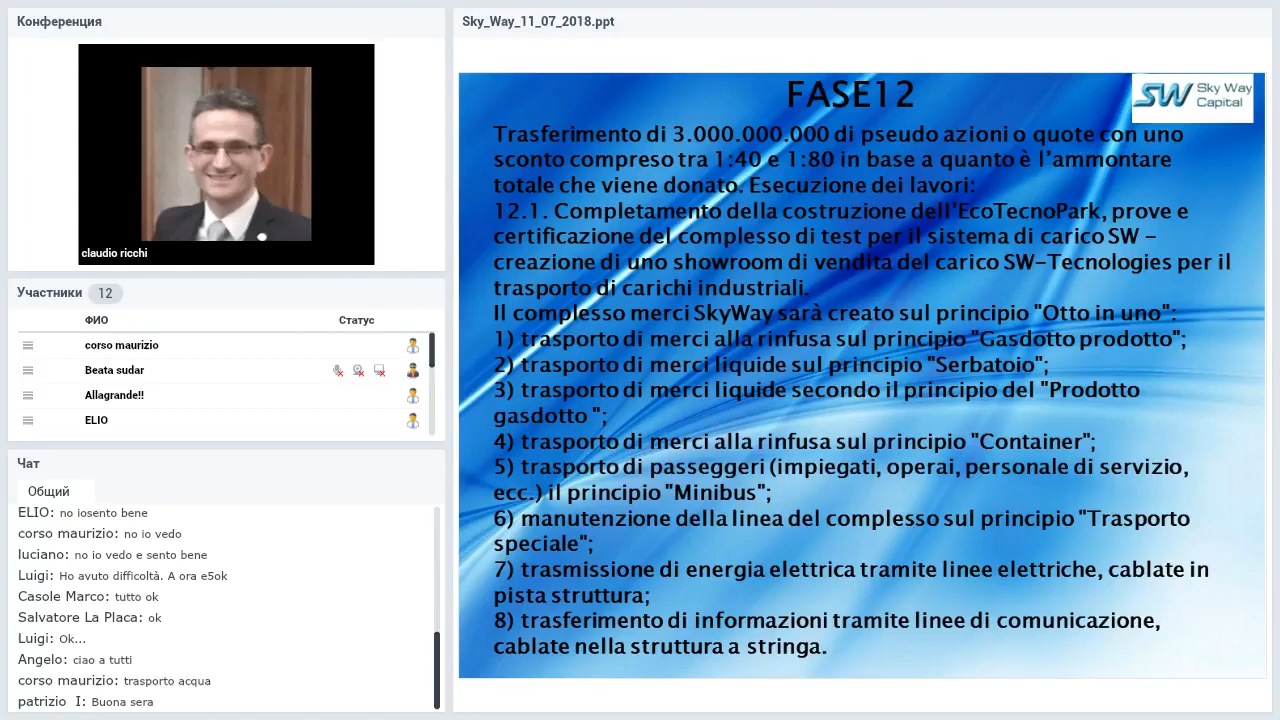 Конференция
claudio ricchi
Участники 12
ФИО Статус
corso maurizio
Beata sudar
Allagrande!!
ELIO
Чат
Общий
ELIO: no iosento bene
corso maurizio: no io vedo
luciano: no io vedo e sento bene
Luigi: Ho avuto difficoltà. A ora e5ok
Casole Marco: tutto ok
Salvatore La Placa: ok
Luigi: Ok...
Angelo: ciao a tutti
corso maurizio: trasporto acqua
patrizio I: Buona sera
Sky_Way_11_07_2018.ppt
FASE12
SW Sky Way
Capital
Trasferimento di 3.000.000.000 di pseudo azioni o quote con uno
sconto compreso tra 1:40 e 1:80 in base a quanto è l'ammontare
totale che viene donato. Esecuzione dei lavori:
12.1. Completamento della costruzione dell'EcoTecnoPark, prove e
certificazione del complesso di test per il sistema di carico SW -
creazione di uno showroom di vendita del carico SW-Tecnologies per il
trasporto di carichi industriali.
Il complesso merci SkyWay sarà creato sul principio "Otto in uno":
1) trasporto di merci alla rinfusa sul principio "Gasdotto prodotto";
2) trasporto di merci liquide sul principio "Serbatoio";
3) trasporto di merci liquide secondo il principio del "Prodotto
gasdotto ";
4) trasporto di merci alla rinfusa sul principio "Container";
5) trasporto di passeggeri (impiegati, operai, personale di servizio,
ecc.) il principio "Minibus";
6) manutenzione della linea del complesso sul principio "Trasporto
speciale";
7) trasmissione di energia elettrica tramite linee elettriche, cablate in
pista struttura;
8) trasferimento di informazioni tramite linee di comunicazione,
cablate nella struttura a stringa.